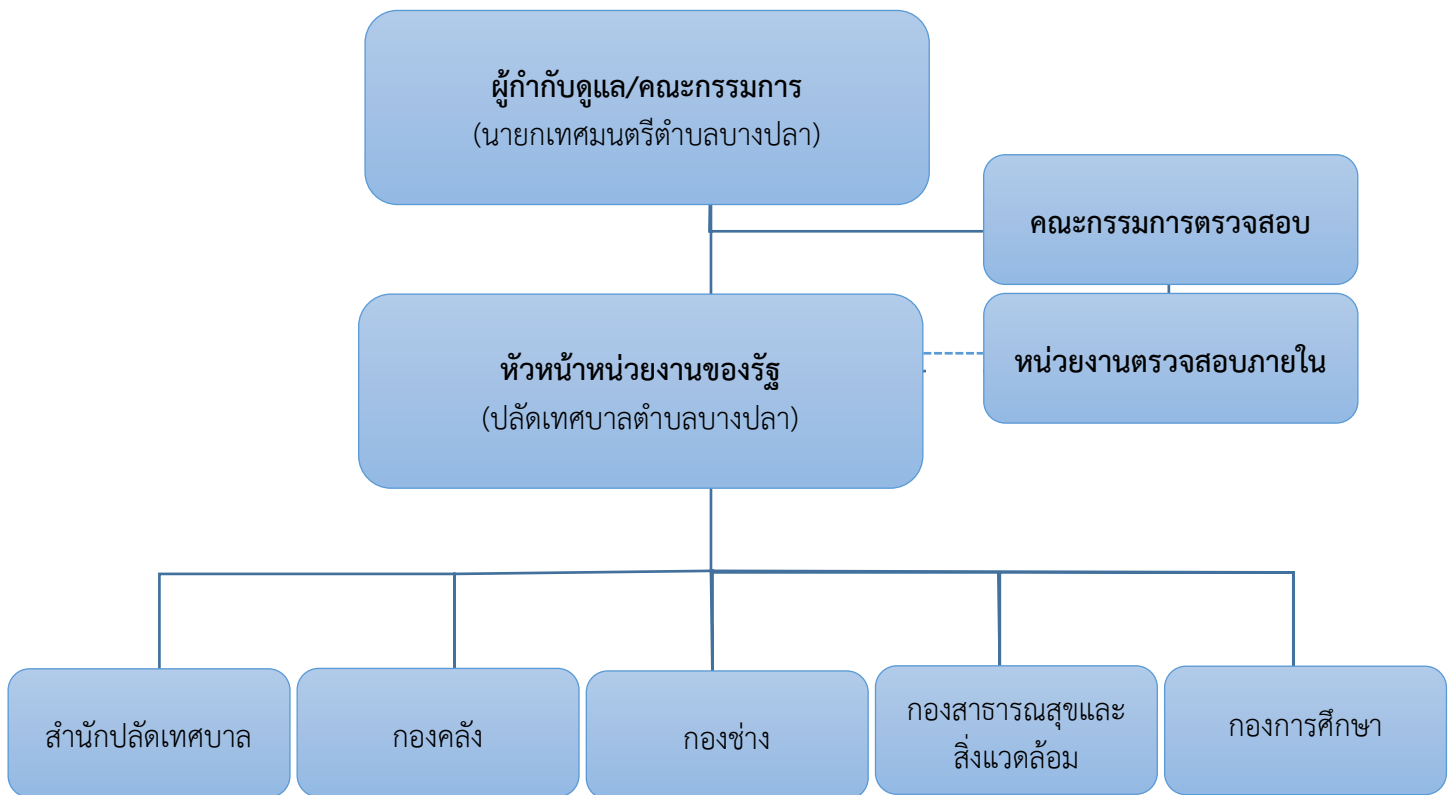 ผู้กำกับดูแล/คณะกรรมการ
(นายกเทศมนตรีตำบลบางปลา)
คณะกรรมการตรวจสอบ
หัวหน้าหน่วยงานของรัฐ
(ปลัดเทศบาลตำบลบางปลา)
หน่วยงานตรวจสอบภายใน
สำนักปลัดเทศบาล
กองคลัง
กองช่าง
กองสาธารณสุขและ
สิ่งแวดล้อม
กองการศึกษา